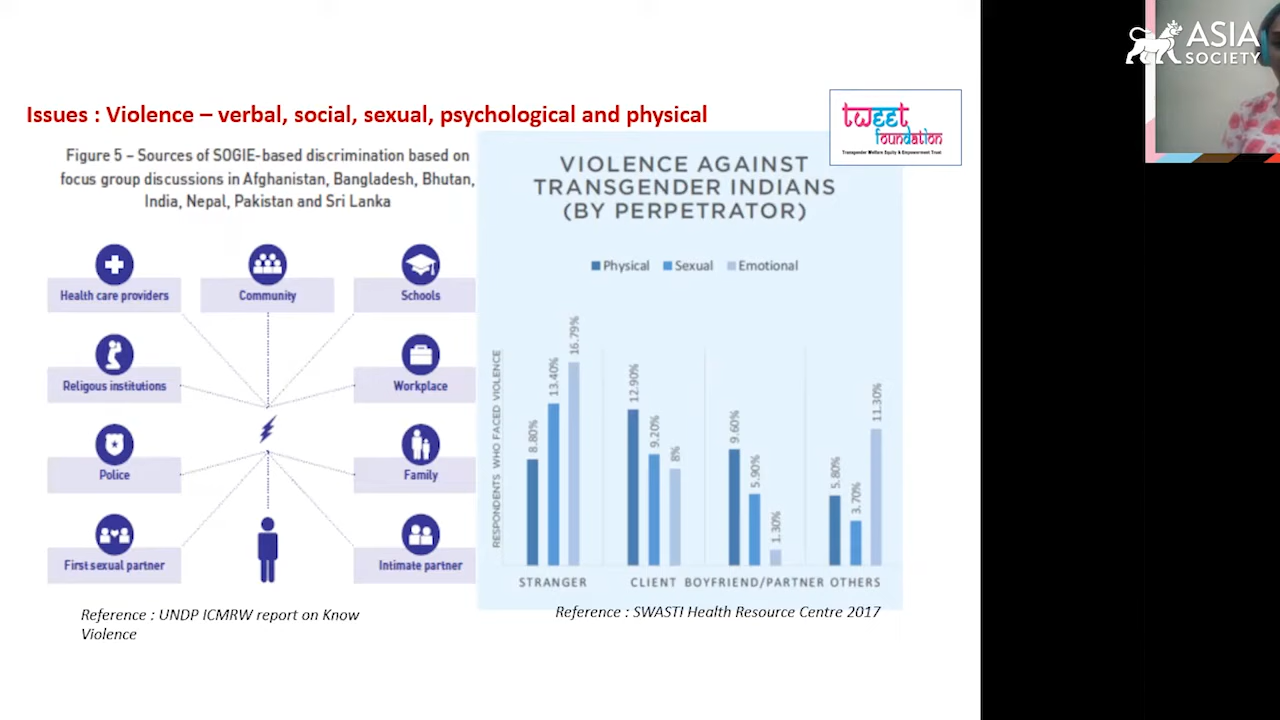 ASIA
SOCIETY
Issues : Violence – verbal, social, sexual, psychological and physical
tweet
foundation
Transgender Welfare Equity & Empowerment Trust
Figure 5 – Sources of SOGIE-based discrimination based on
focus group discussions in Afghanistan, Bangladesh, Bhutan,
India, Nepal, Pakistan and Sri Lanka
Health care providers
Community
Schools
Religous institutions
Workplace
Police
Family
First sexual partner
Intimate partner
Reference : UNDP ICMRW report on Know
Violence
VIOLENCE AGAINST
TRANSGENDER INDIANS
(BY PERPETRATOR)
Physical Sexual Emotional
RESPONDENTS WHO FACED VIOLENCE
8.80%
13.40%
16.79%
12.90%
9.20%
8%
9.60%
5.90%
1.30%
5.80%
3.70%
11.30%
STRANGER CLIENT BOYFRIEND/PARTNER OTHERS
Reference : SWASTI Health Resource Centre 2017